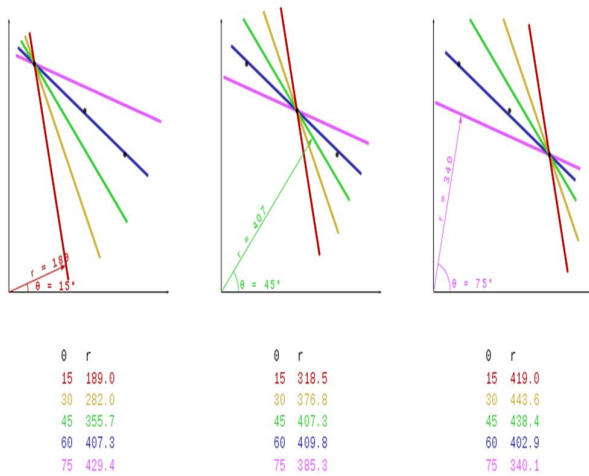 r = 189
θ = 15°
r = 407
θ = 45°
r = 340
θ = 75°
θ r
15 189.0
30 282.0
45 355.7
60 407.3
75 429.4
θ r
15 318.5
30 376.8
45 407.3
60 409.8
75 385.3
θ r
15 419.0
30 443.6
45 438.4
60 402.9
75 340.1